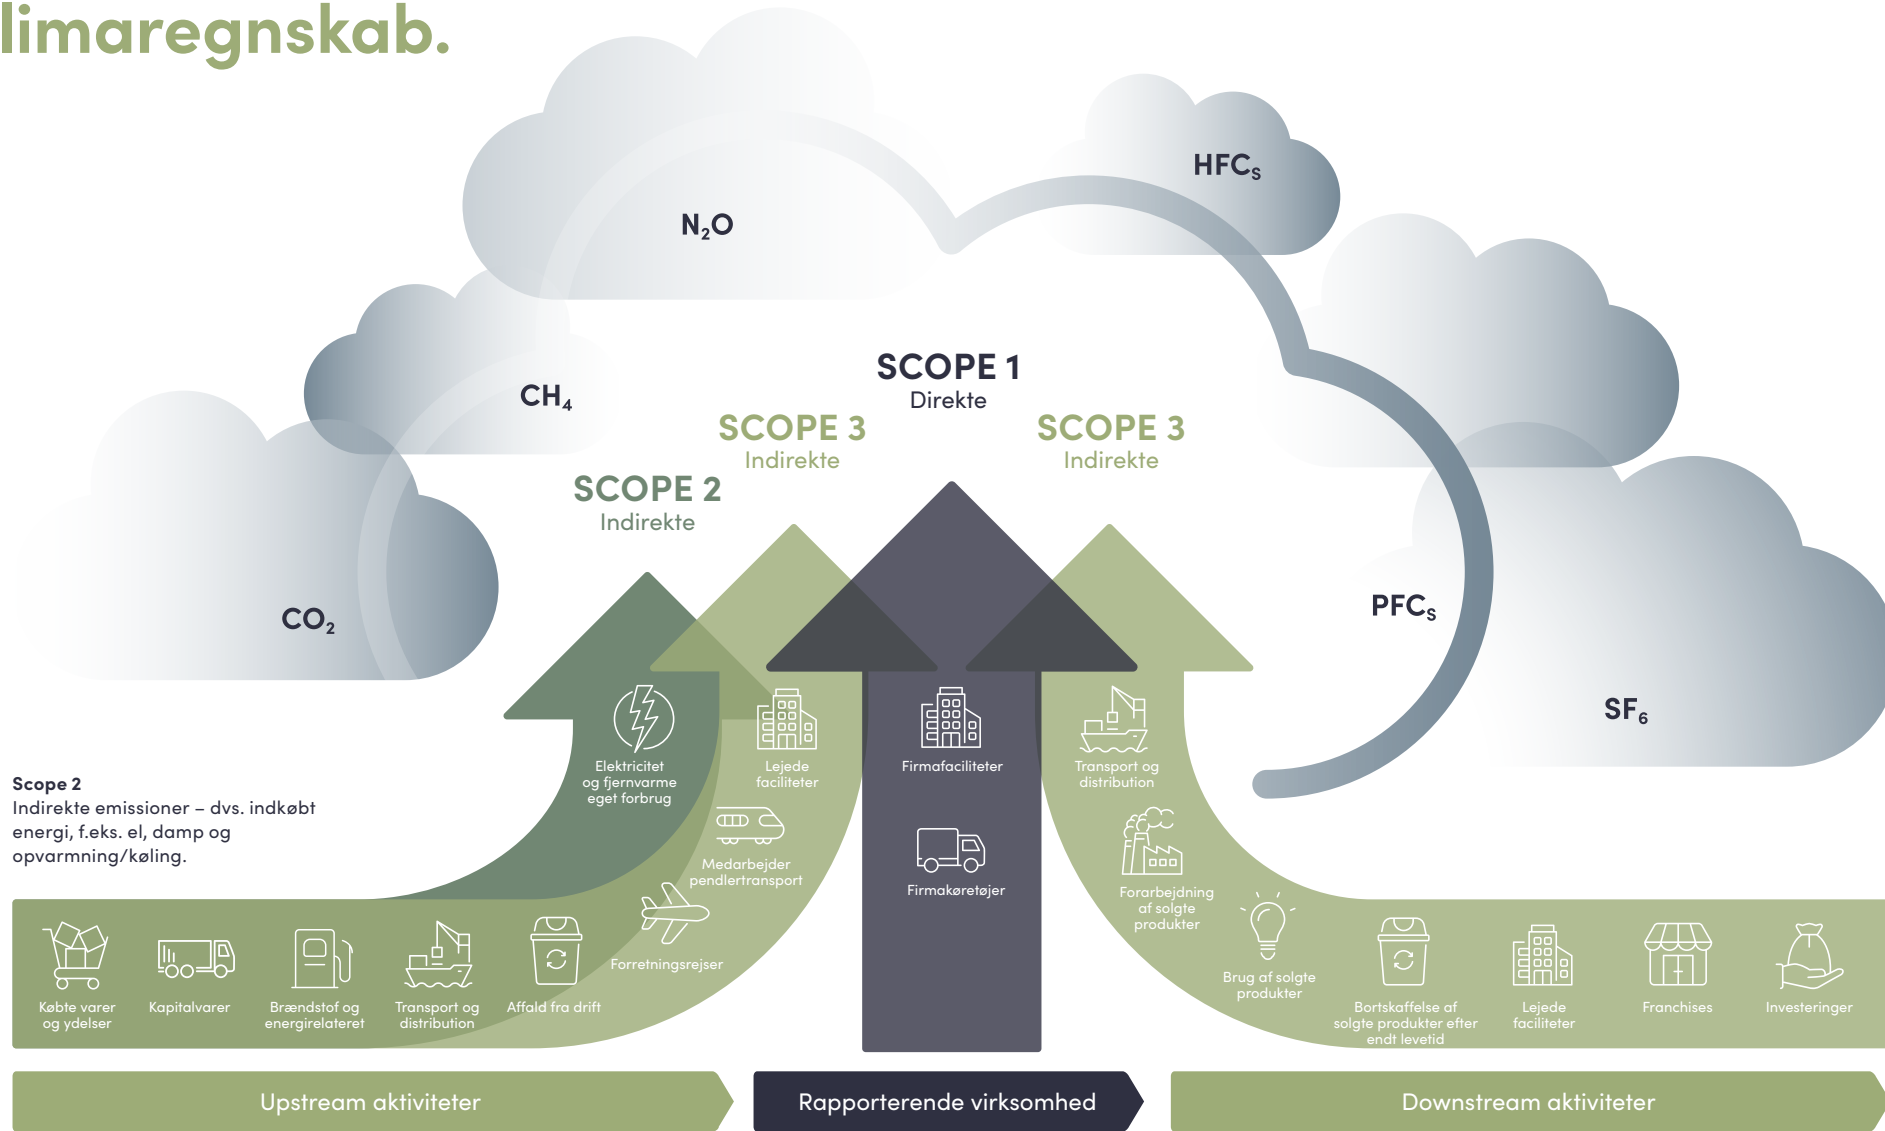 limaregnskab.
HFCs
N₂O
CH₄
CO₂
PFCs
SF₆
SCOPE 1
Direkte
SCOPE 3
Indirekte
SCOPE 3
Indirekte
SCOPE 2
Indirekte
Scope 2
Indirekte emissioner – dvs. indkøbt
energi, f.eks. el, damp og
opvarmning/køling.
Elektricitet
og fjernvarme
eget forbrug
Lejede
faciliteter
Medarbejder
pendlertransport
Forretningsrejser
Købte varer
og ydelser
Kapitalvarer
Brændstof og
energirelateret
Transport og
distribution
Affald fra drift
Firmafaciliteter
Firmakøretøjer
Transport og
distribution
Forarbejdning
af solgte
produkter
Brug af solgte
produkter
Bortskaffelse af
solgte produkter efter
endt levetid
Lejede
faciliteter
Franchises
Investeringer
Upstream aktiviteter
Rapporterende virksomhed
Downstream aktiviteter